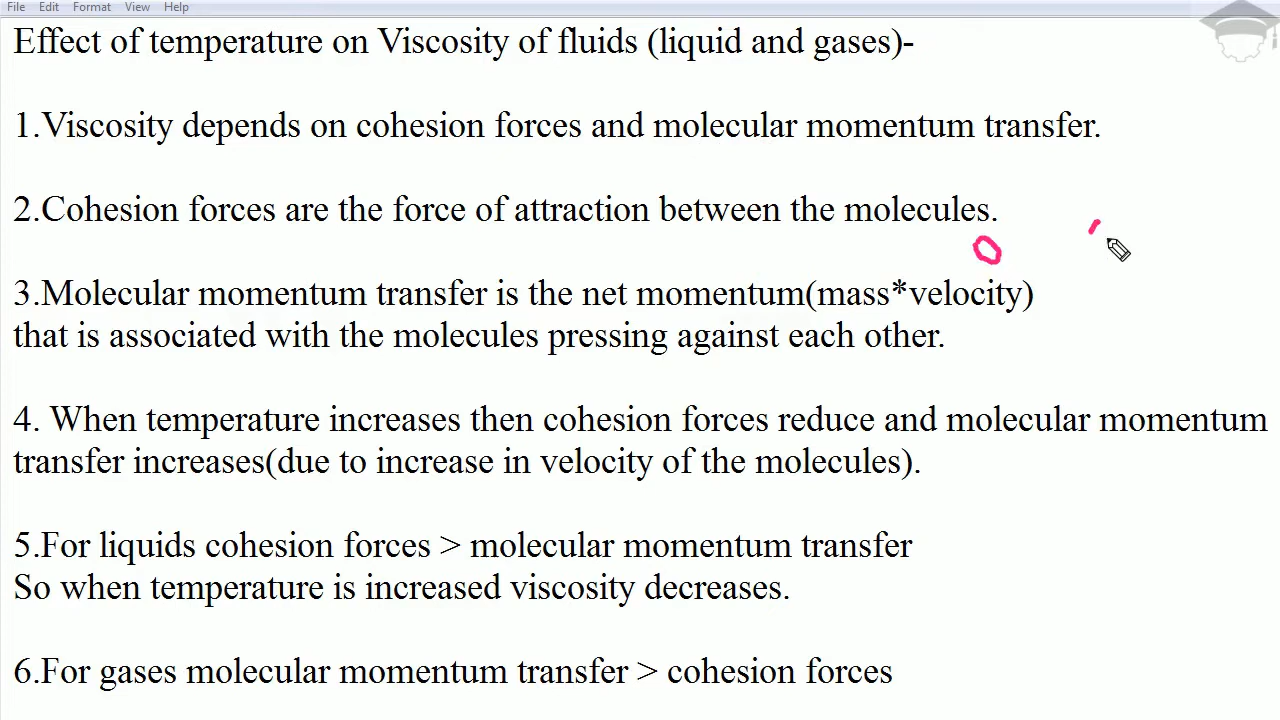 File Edit Format View Help
Effect of temperature on Viscosity of fluids (liquid and gases)-
1.Viscosity depends on cohesion forces and molecular momentum transfer.
2.Cohesion forces are the force of attraction between the molecules.
3.Molecular momentum transfer is the net momentum(mass*velocity)
that is associated with the molecules pressing against each other.
4. When temperature increases then cohesion forces reduce and molecular momentum
transfer increases(due to increase in velocity of the molecules).
5.For liquids cohesion forces > molecular momentum transfer
So when temperature is increased viscosity decreases.
6.For gases molecular momentum transfer > cohesion forces